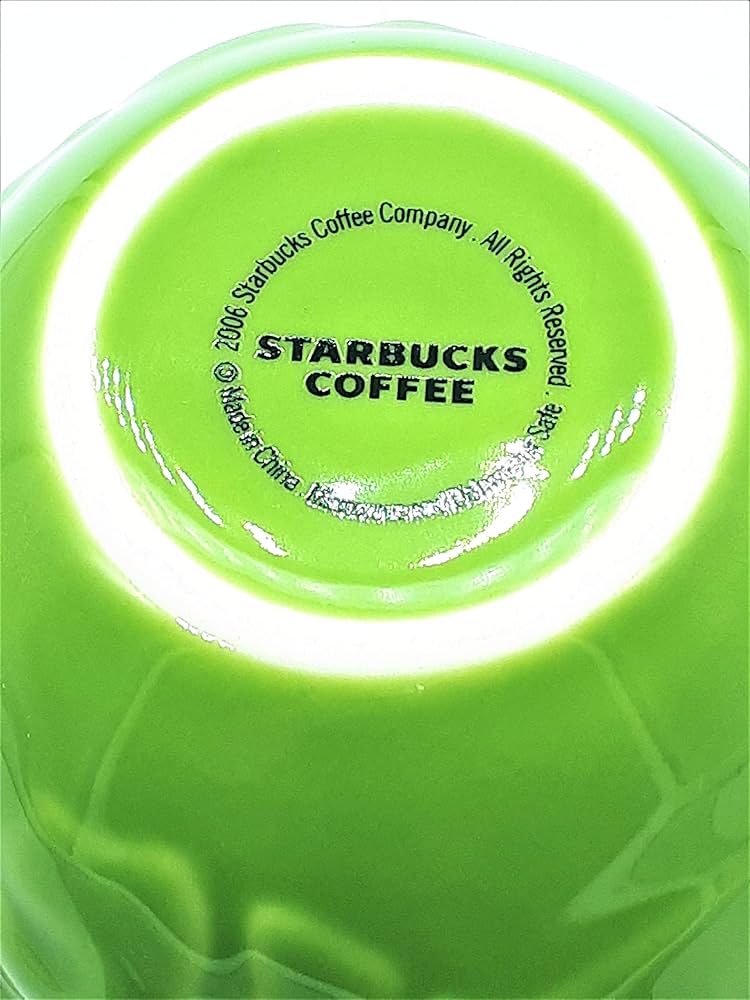 © 2006 Starbucks Coffee Company . All Rights Reserved . Safe
STARBUCKS
COFFEE
Made in China .